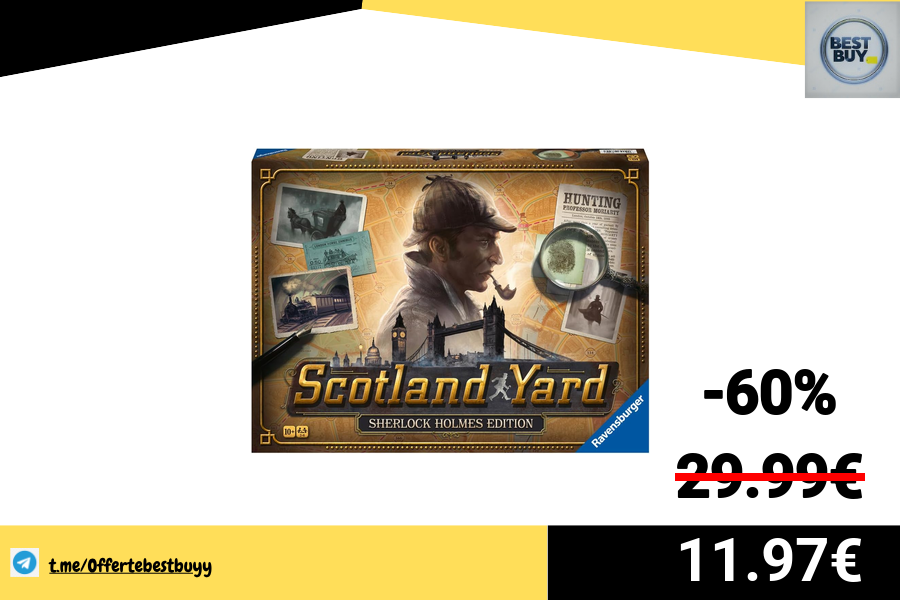 BEST
BUY
HUNTING
PROFESSOR MORIARTY
Scotland Yard
SHERLOCK HOLMES EDITION
10+
Ravensburger
-60%
29.99€
11.97€
t.me/Offertebestbuyy